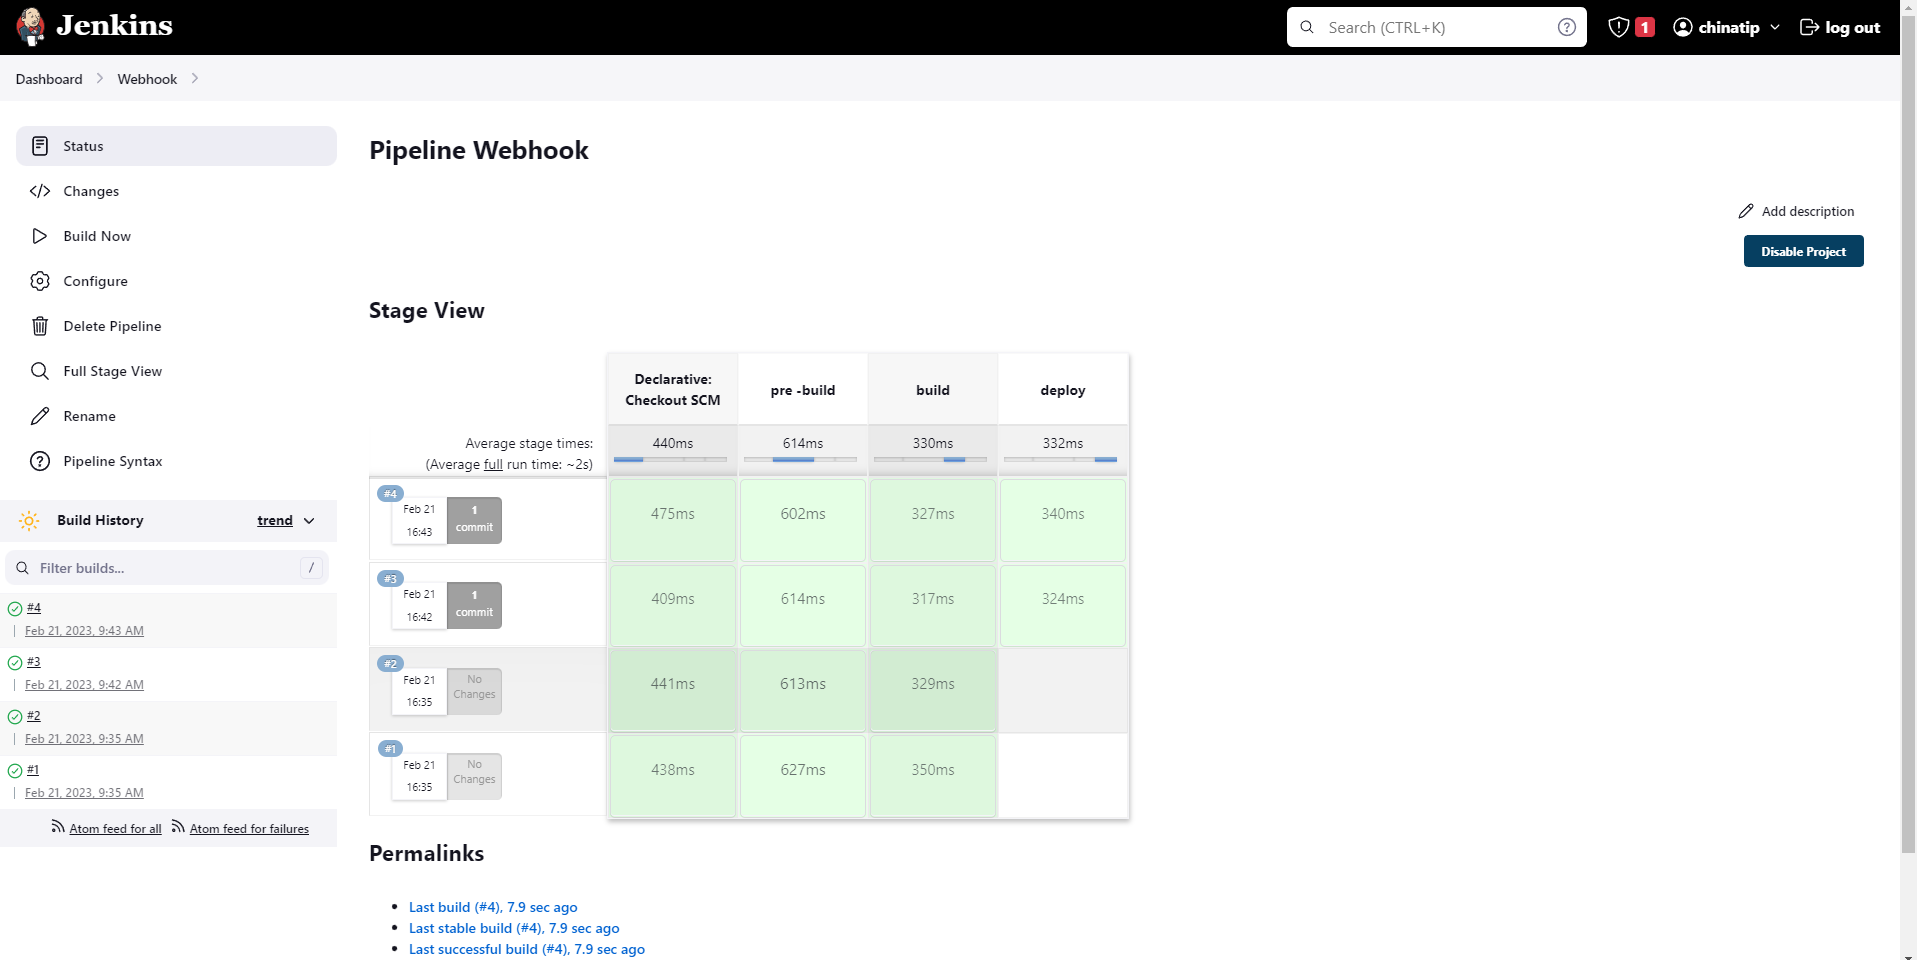 Jenkins
Search (CTRL+K)
1
chinatip
log out
Dashboard
Webhook
Status
Changes
Build Now
Configure
Delete Pipeline
Full Stage View
Rename
Pipeline Syntax
Build History
trend
Filter builds...
/
#4
Feb 21, 2023, 9:43 AM
#3
Feb 21, 2023, 9:42 AM
#2
Feb 21, 2023, 9:35 AM
#1
Feb 21, 2023, 9:35 AM
Atom feed for all Atom feed for failures
Pipeline Webhook
Add description
Disable Project
Stage View
Declarative:
Checkout SCM
pre -build
build
deploy
Average stage times:
(Average full run time: ~2s)
440ms
614ms
330ms
332ms
#4
Feb 21
16:43
1
commit
475ms
602ms
327ms
340ms
#3
Feb 21
16:42
1
commit
409ms
614ms
317ms
324ms
#2
Feb 21
16:35
No
Changes
441ms
613ms
329ms
#1
Feb 21
16:35
No
Changes
438ms
627ms
350ms
Permalinks
Last build (#4), 7.9 sec ago
Last stable build (#4), 7.9 sec ago
Last successful build (#4), 7.9 sec ago